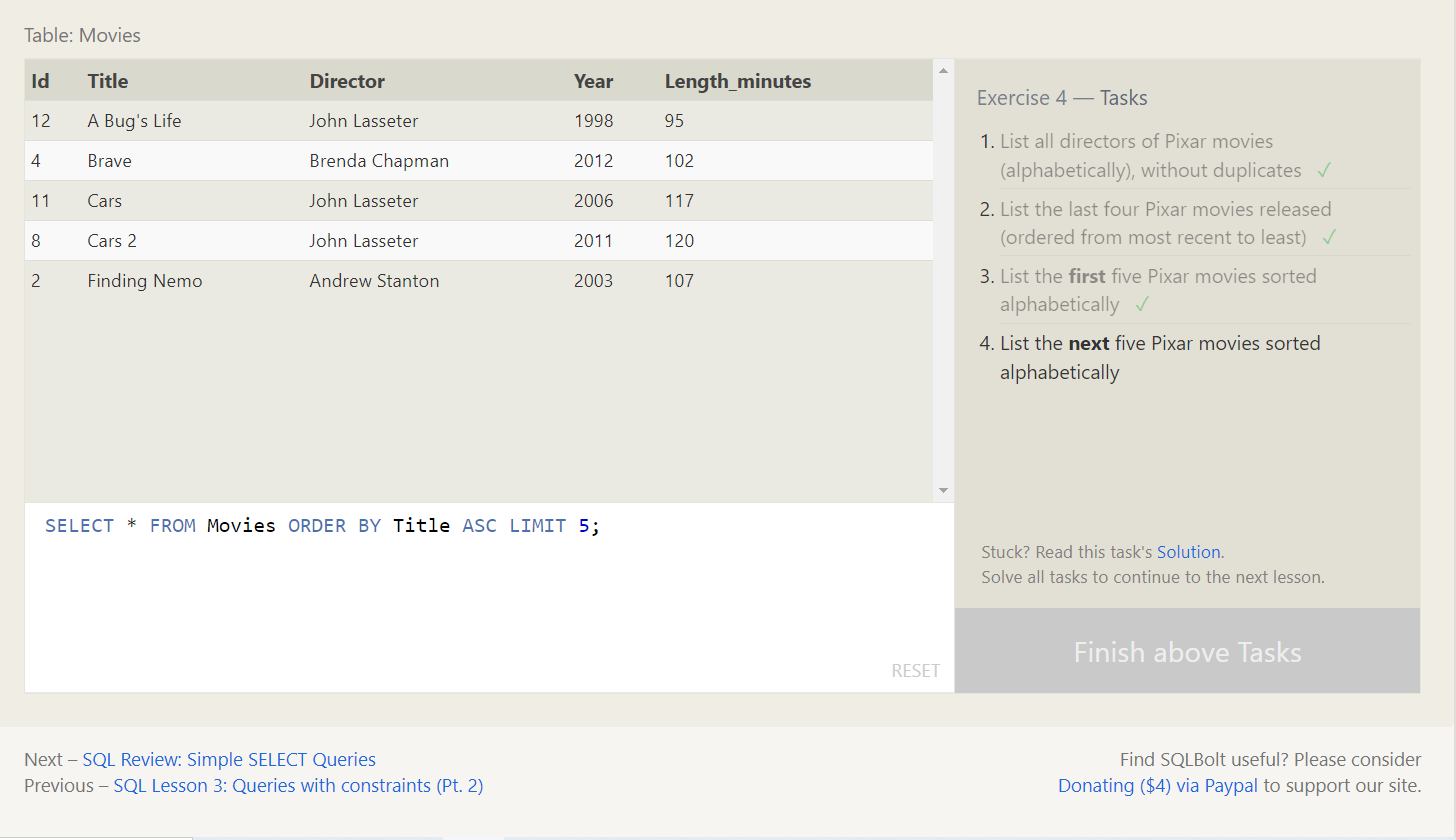 Table: Movies
Id Title Director Year Length_minutes
12 A Bug's Life John Lasseter 1998 95
4 Brave Brenda Chapman 2012 102
11 Cars John Lasseter 2006 117
8 Cars 2 John Lasseter 2011 120
2 Finding Nemo Andrew Stanton 2003 107
SELECT * FROM Movies ORDER BY Title ASC LIMIT 5;
RESET
Exercise 4 — Tasks
1. List all directors of Pixar movies
(alphabetically), without duplicates ✓
2. List the last four Pixar movies released
(ordered from most recent to least) ✓
3. List the first five Pixar movies sorted
alphabetically ✓
4. List the next five Pixar movies sorted
alphabetically
Stuck? Read this task's Solution.
Solve all tasks to continue to the next lesson.
Finish above Tasks
Next – SQL Review: Simple SELECT Queries
Previous – SQL Lesson 3: Queries with constraints (Pt. 2)
Find SQLBolt useful? Please consider
Donating ($4) via Paypal to support our site.